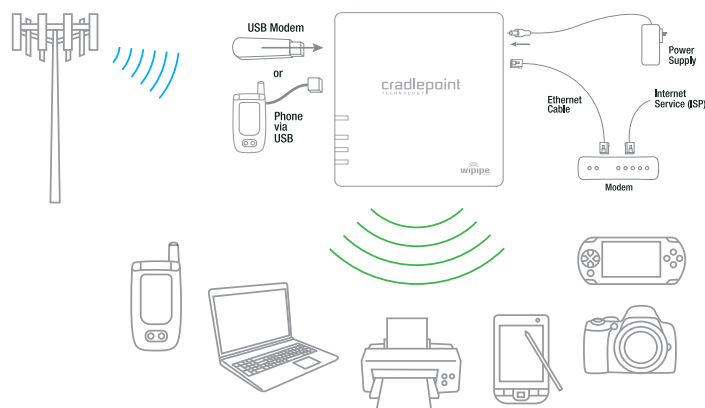 USB Modem
or
Phone
via
USB
cradlepoint
TECHNOLOGY
wipipe
Power
Supply
Ethernet
Cable
Internet
Service (ISP)
Modem